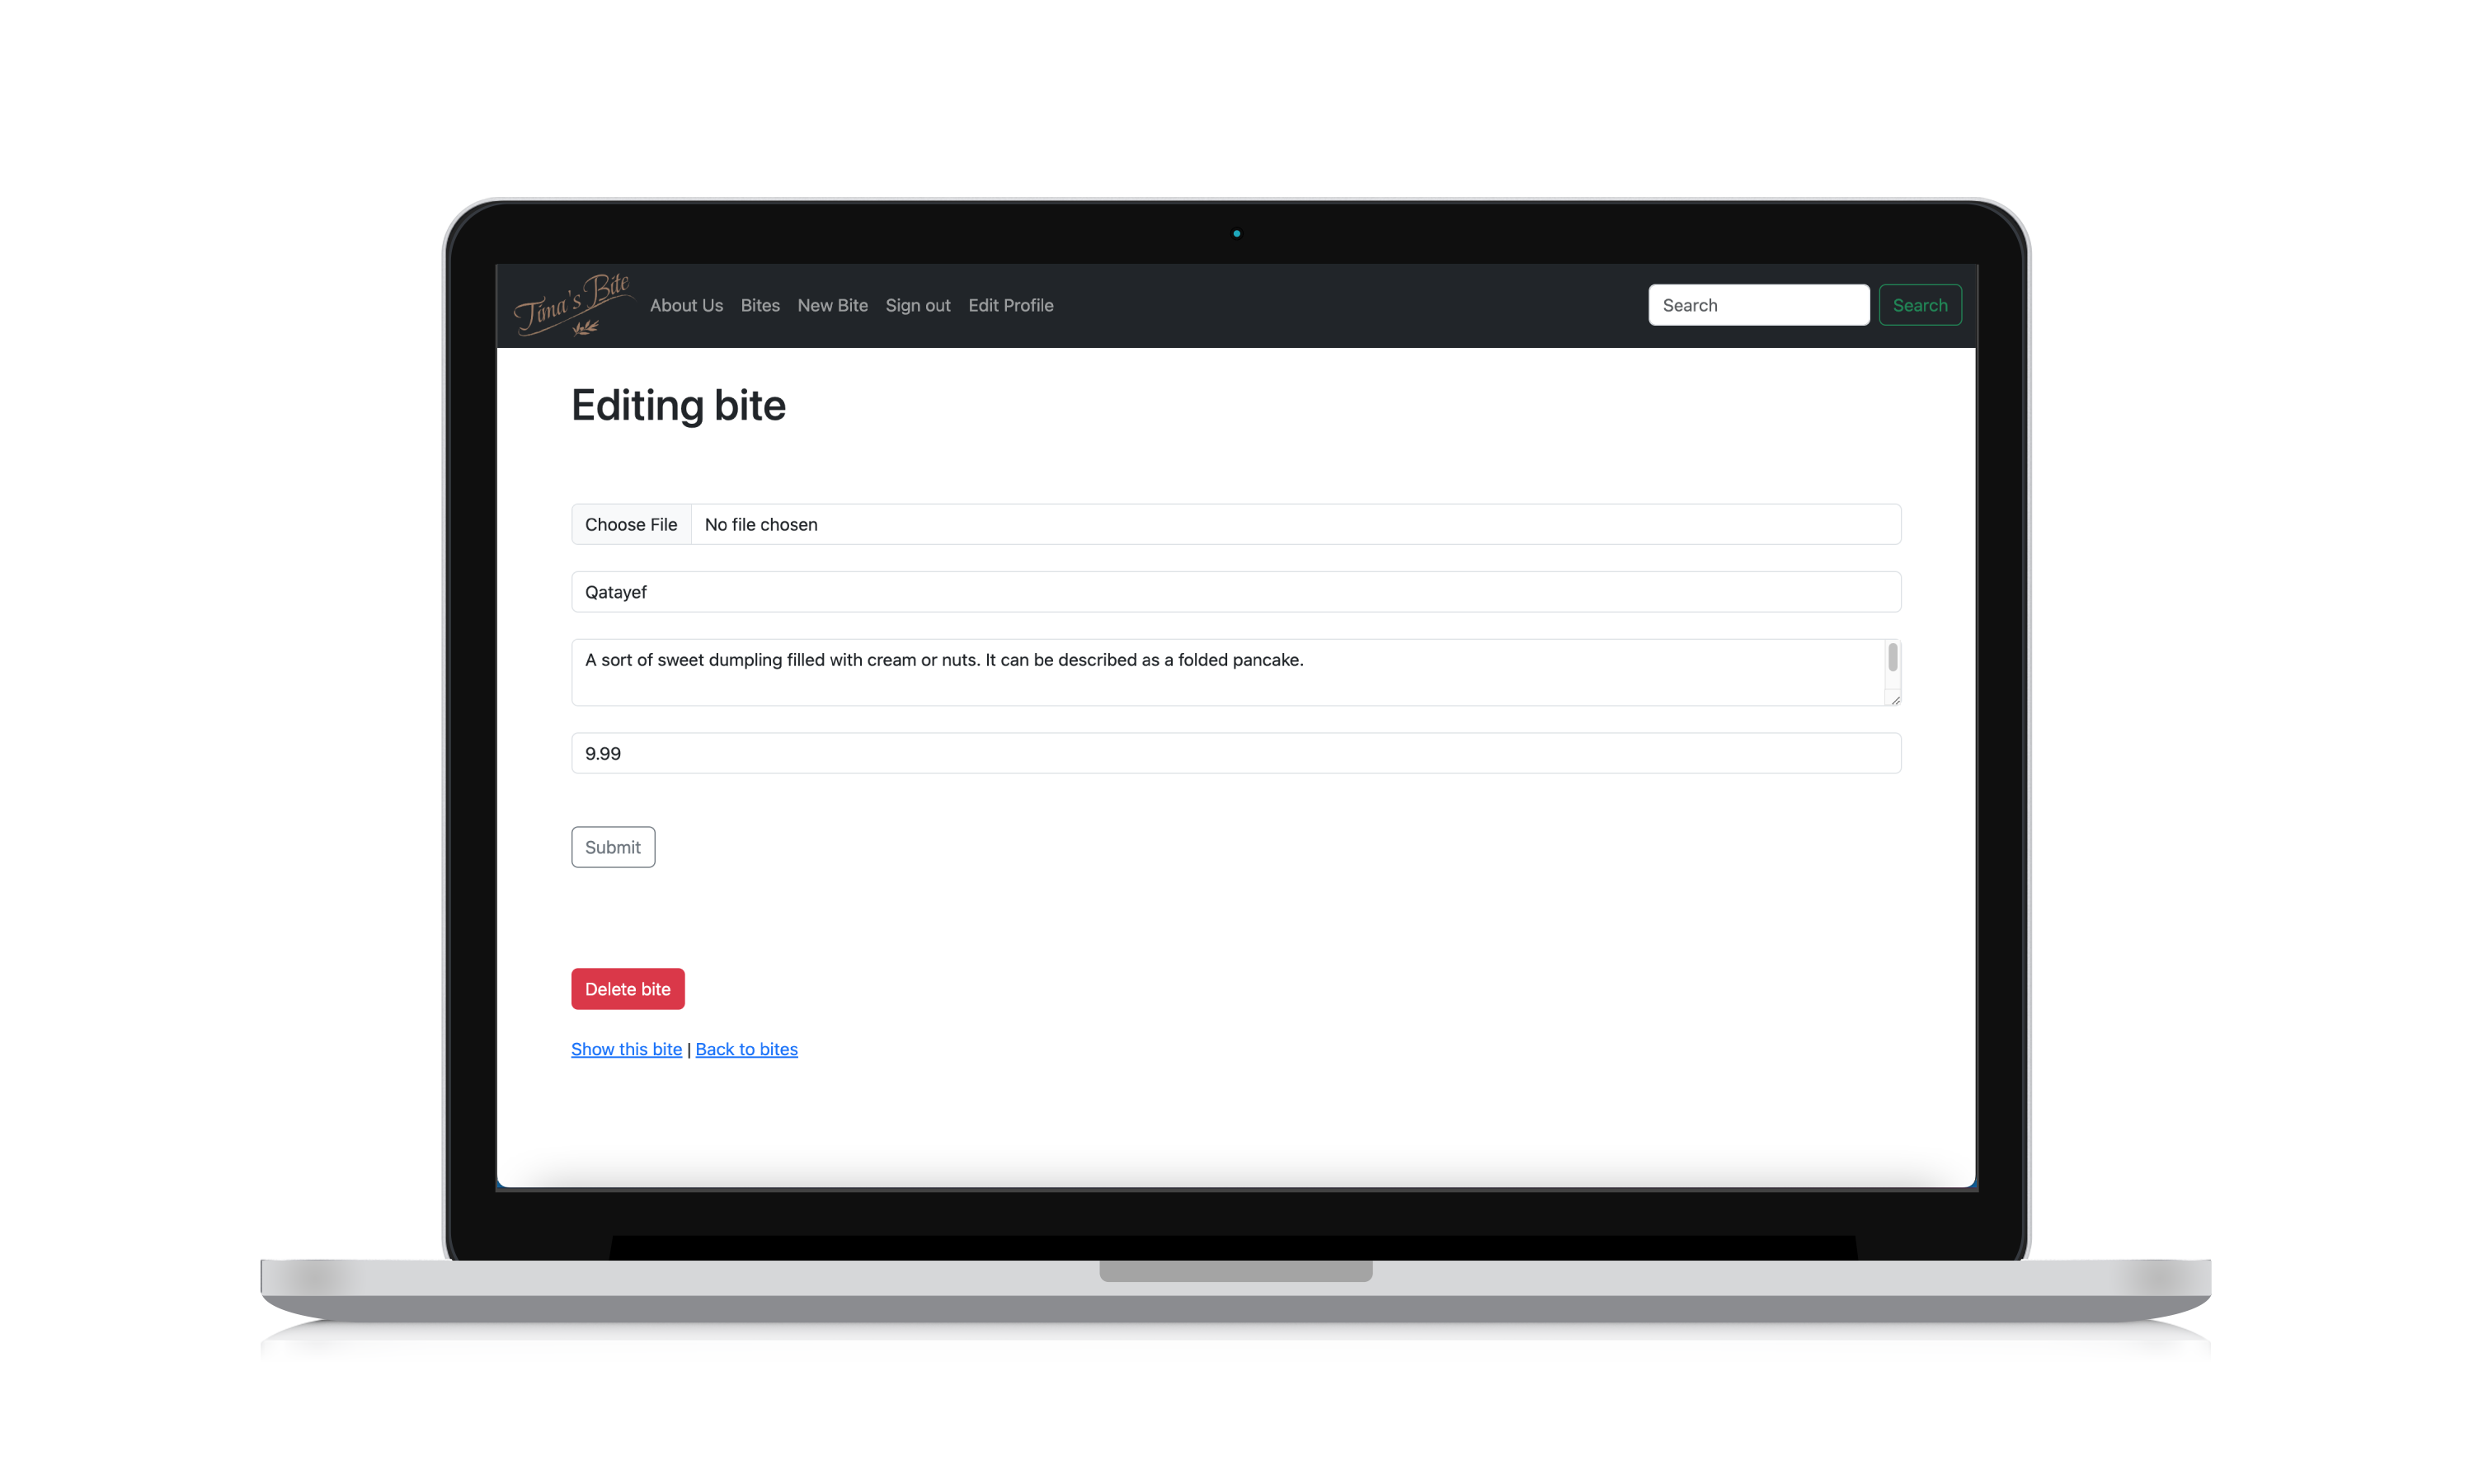 Tina's Bite About Us Bites New Bite Sign out Edit Profile Search Search
Editing bite
Choose File No file chosen
Qatayef
A sort of sweet dumpling filled with cream or nuts. It can be described as a folded pancake.
9.99
Submit
Delete bite
Show this bite | Back to bites